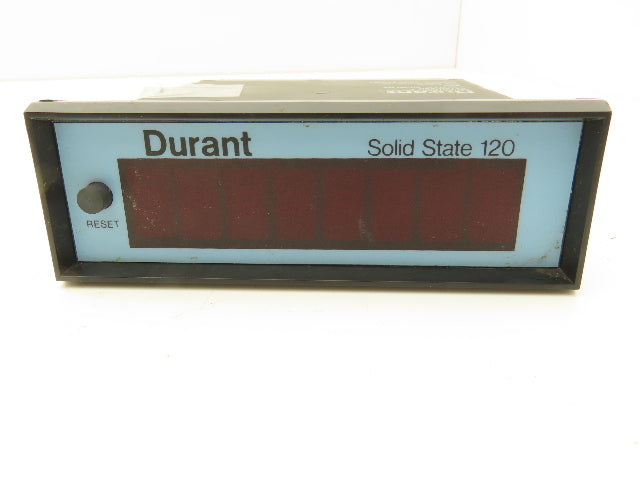 Durant
Solid State 120
RESET